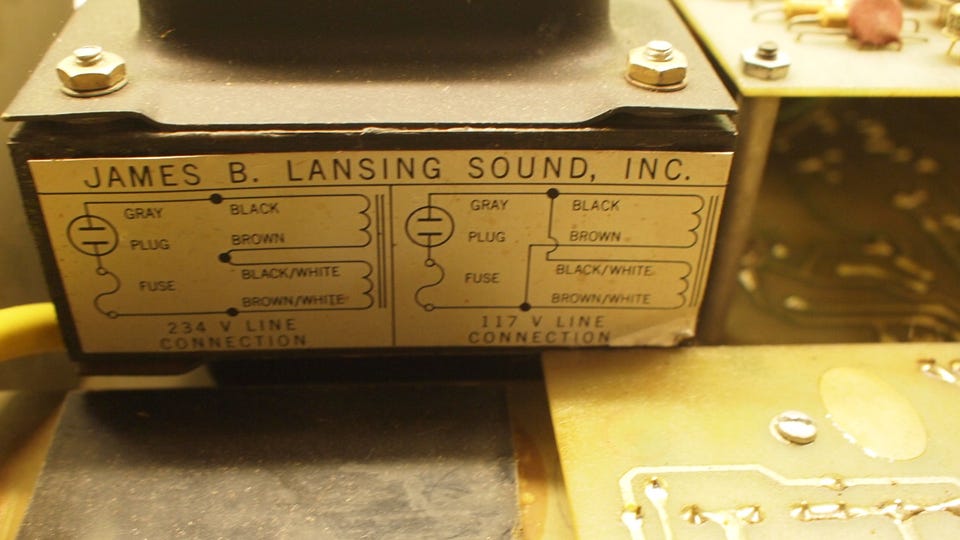 JAMES B. LANSING SOUND, INC.
GRAY
BLACK
PLUG
BROWN
BLACK/WHITE
FUSE
BROWN/WHITE
234 V LINE
CONNECTION
GRAY
BLACK
PLUG
BROWN
BLACK/WHITE
FUSE
BROWN/WHITE
117 V LINE
CONNECTION